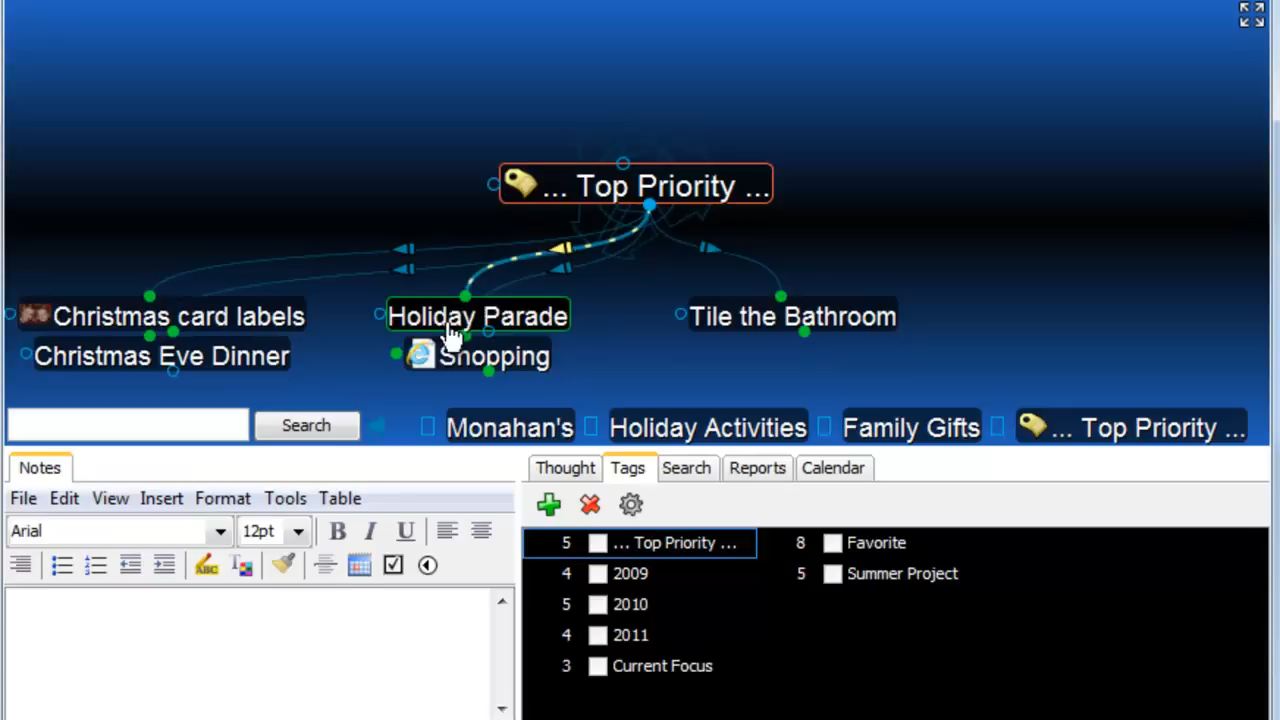 ... Top Priority ...
Christmas card labels
Holiday Parade
Tile the Bathroom
Christmas Eve Dinner
Shopping
Search
Monahan's
Holiday Activities
Family Gifts
... Top Priority ...
Notes
Thought
Tags
Search
Reports
Calendar
File Edit View Insert Format Tools Table
Arial
12pt
B I U
ABC
T
5 ... Top Priority ...
8 Favorite
4 2009
5 Summer Project
5 2010
4 2011
3 Current Focus